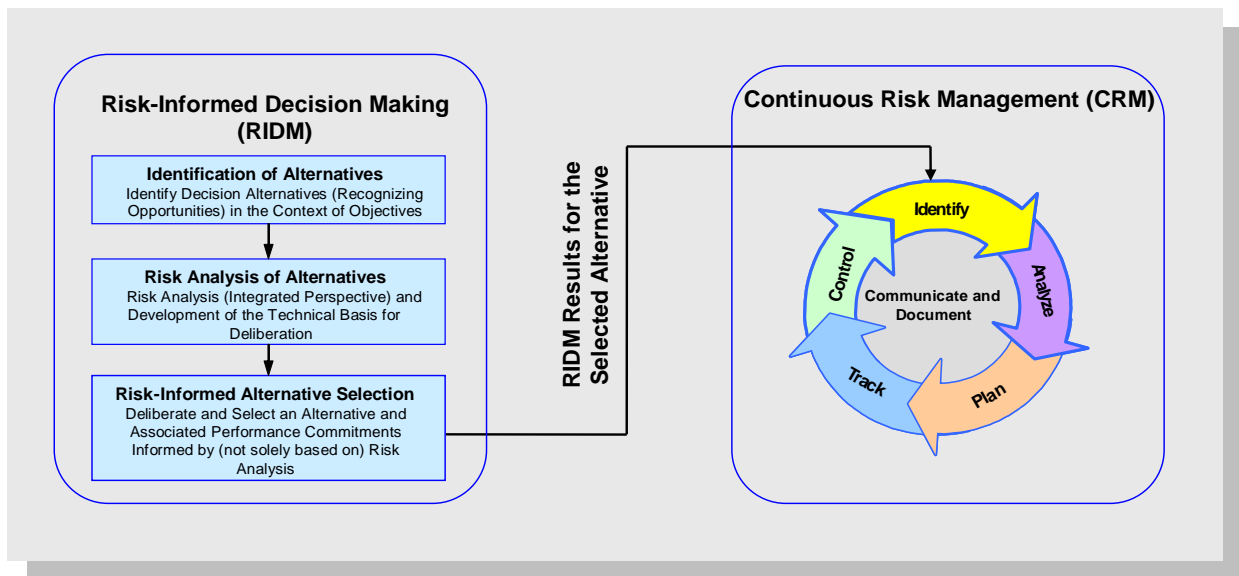 Risk-Informed Decision Making
(RIDM)
Identification of Alternatives
Identify Decision Alternatives (Recognizing
Opportunities) in the Context of Objectives
Risk Analysis of Alternatives
Risk Analysis (Integrated Perspective) and
Development of the Technical Basis for
Deliberation
Risk-Informed Alternative Selection
Deliberate and Select an Alternative and
Associated Performance Commitments
Informed by (not solely based on) Risk
Analysis
RIDM Results for the
Selected Alternative
Continuous Risk Management (CRM)
Identify
Analyze
Plan
Track
Control
Communicate and
Document